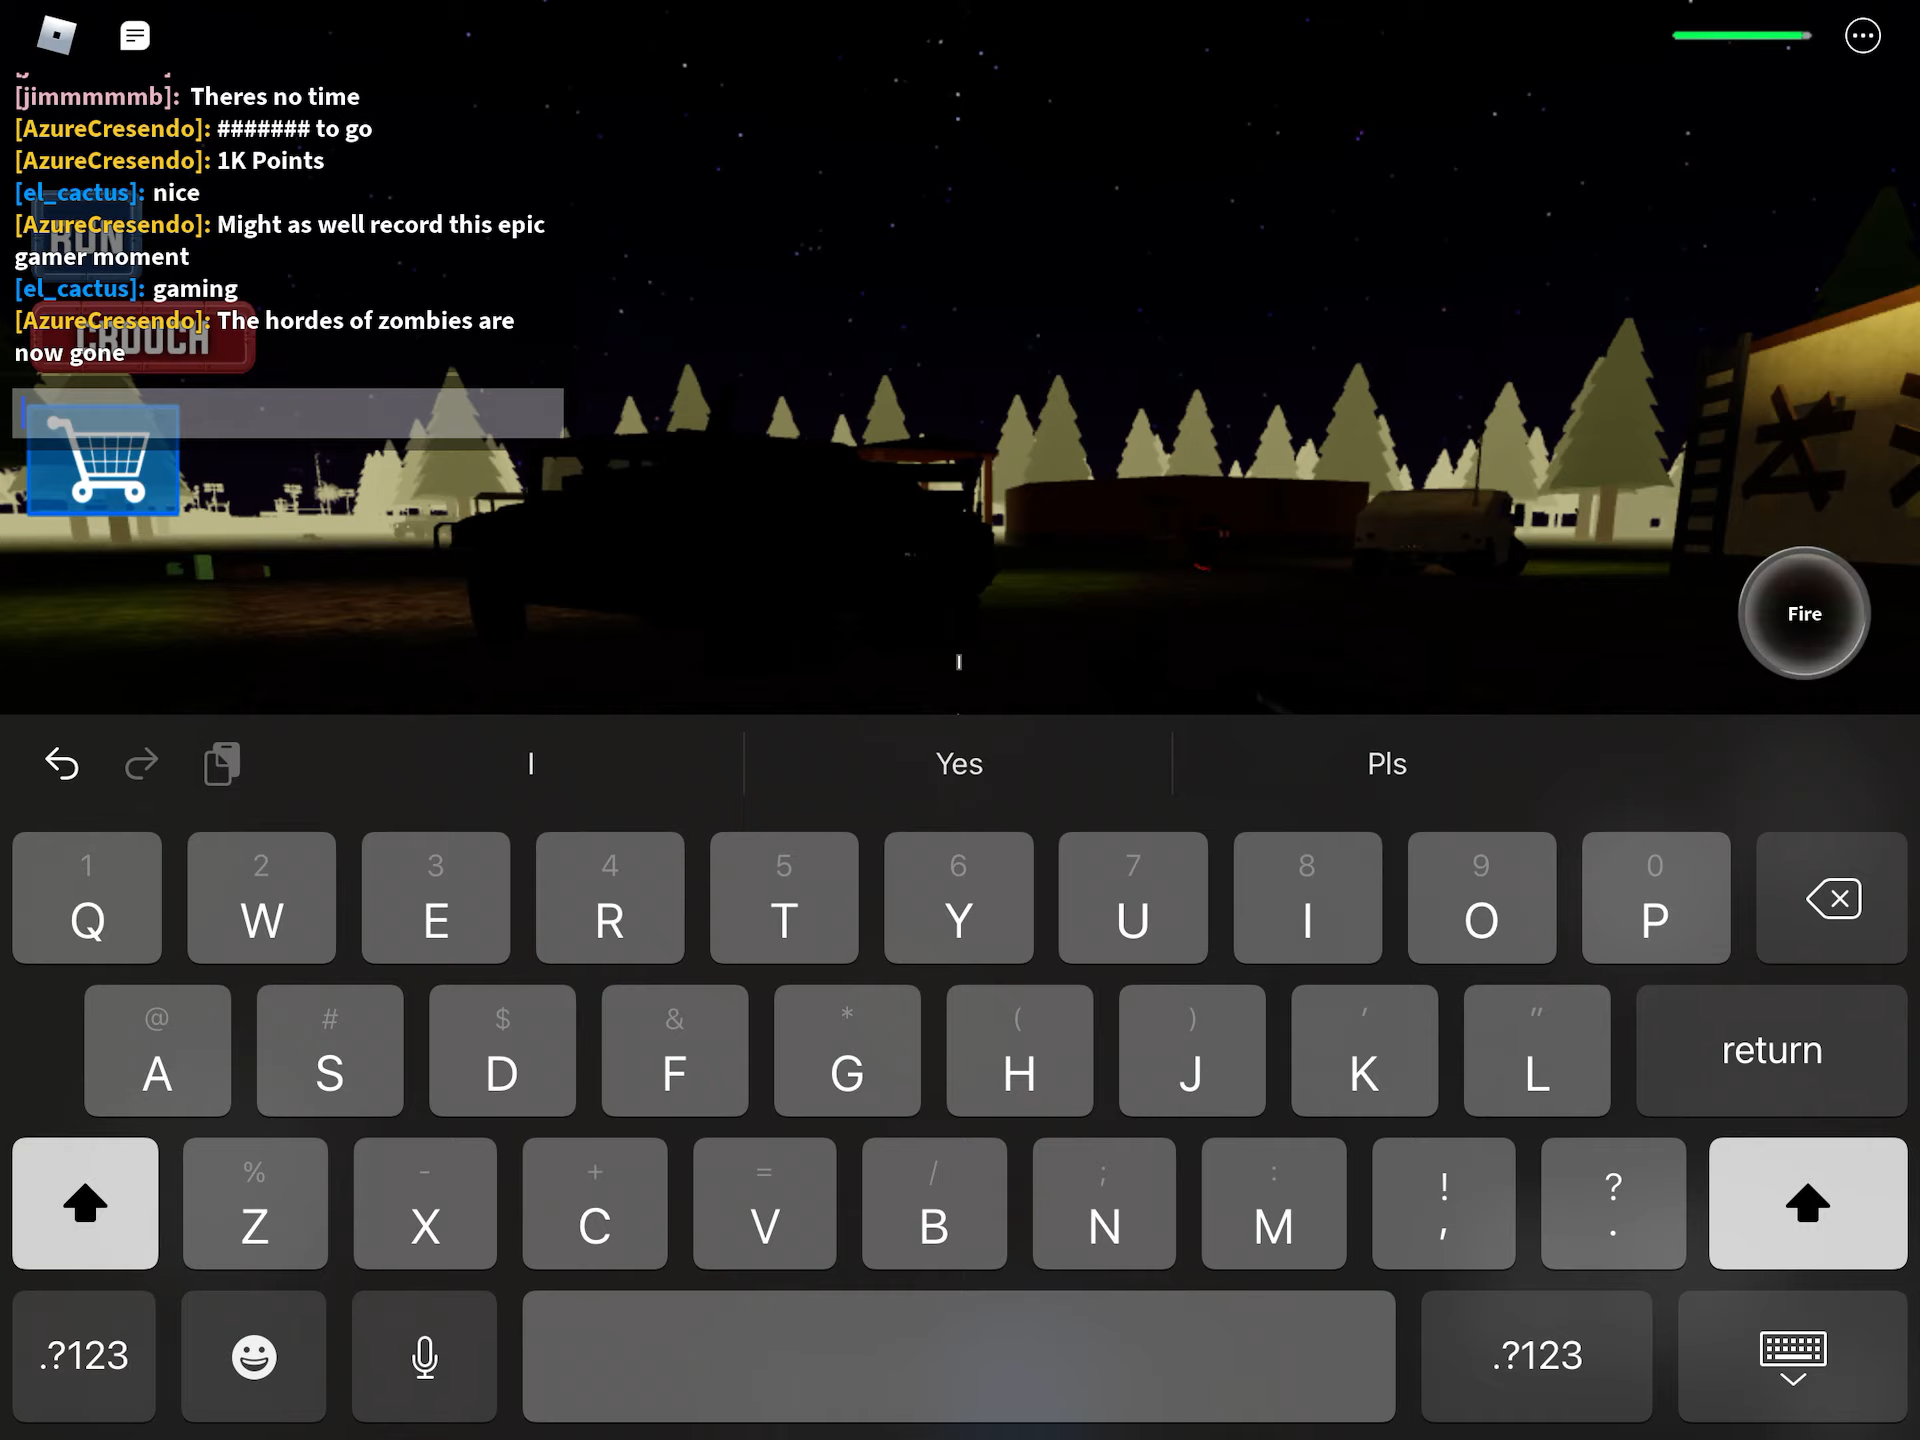 [jimmmmmb]: Theres no time
[AzureCresendo]: ####### to go
[AzureCresendo]: 1K Points
[el_cactus]: nice
[AzureCresendo]: Might as well record this epic
gamer moment
[el_cactus]: gaming
[AzureCresendo]: The hordes of zombies are
now gone
RUN
CROUCH
Fire
I Yes Pls
1 2 3 4 5 6 7 8 9 0
Q W E R T Y U I O P
@ # $ & * ( ) ' "
A S D F G H J K L return
% - + = / ; : ! ?
Z X C V B N M , .
.?123 .?123